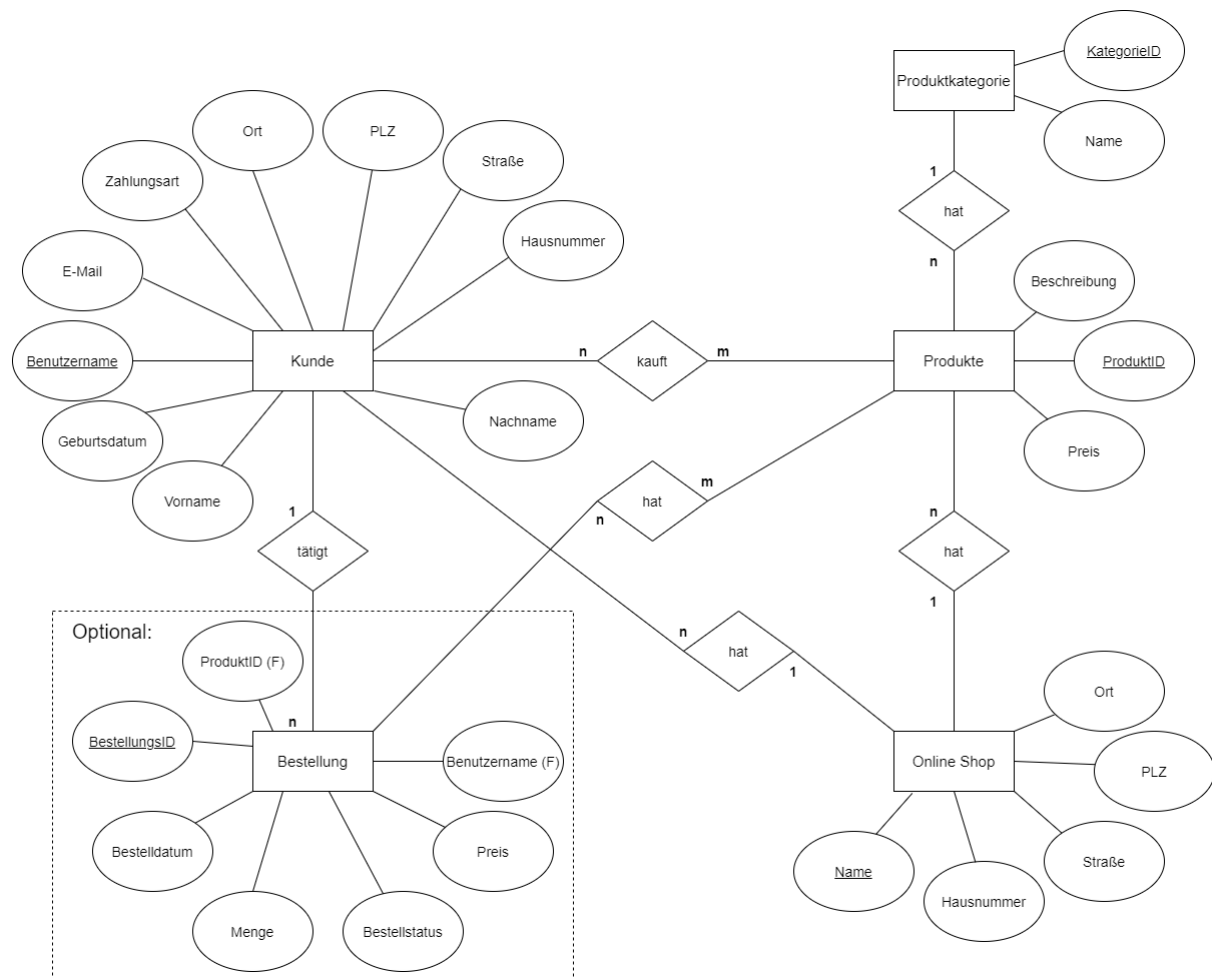 KategorieID
Produktkategorie
Name
Ort
PLZ
Straße
Zahlungsart
Hausnummer
E-Mail
1
hat
n
Beschreibung
Benutzername
Kunde
n
kauft
m
Produkte
ProduktID
Geburtsdatum
Nachname
Preis
Vorname
m
hat
n
1
tätigt
n
hat
1
Optional:
ProduktID (F)
n
hat
1
n
BestellungsID
Bestellung
Benutzername (F)
Online Shop
Ort
PLZ
Bestelldatum
Preis
Straße
Name
Hausnummer
Menge
Bestellstatus